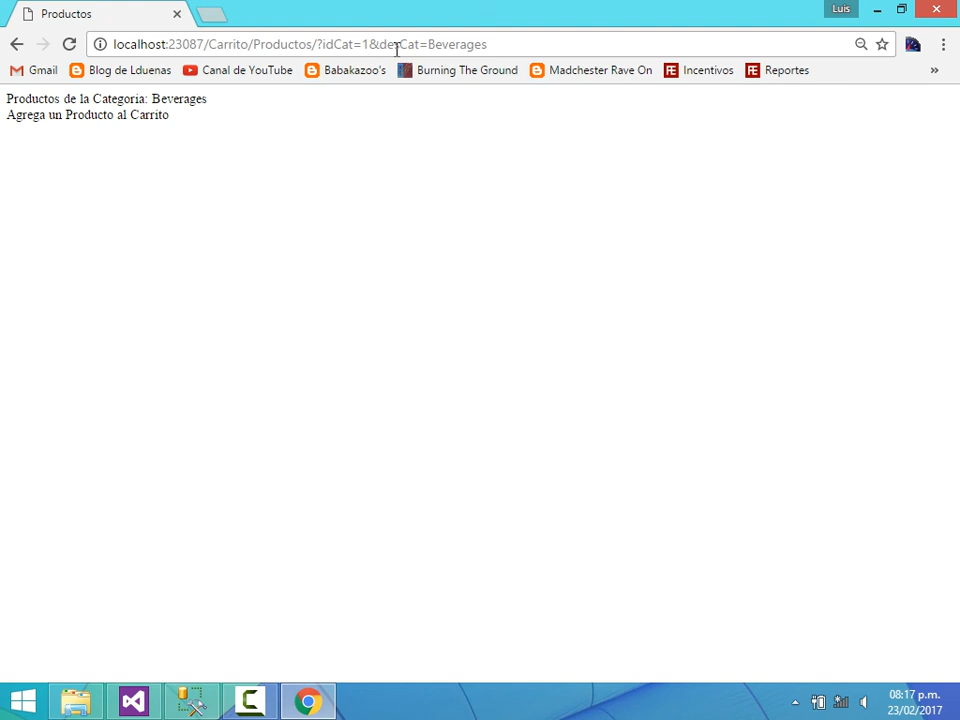 Productos
Luis
localhost:23087/Carrito/Productos/?idCat=1&desCat=Beverages
Gmail Blog de Lduenas Canal de YouTube Babakazoo's Burning The Ground Madchester Rave On Incentivos Reportes »
Productos de la Categoria: Beverages
Agrega un Producto al Carrito
08:17 p.m.
23/02/2017